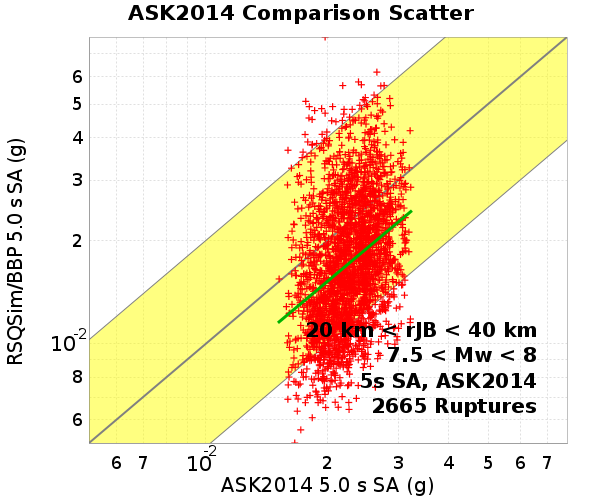 ASK2014 Comparison Scatter
RSQSim/BBP 5.0 s SA (g)
6
5
4
3
2
10-2
8
6
20 km < rJB < 40 km
7.5 < Mw < 8
5s SA, ASK2014
2665 Ruptures
6 7 10-2 2 3 4 5 6 7
ASK2014 5.0 s SA (g)